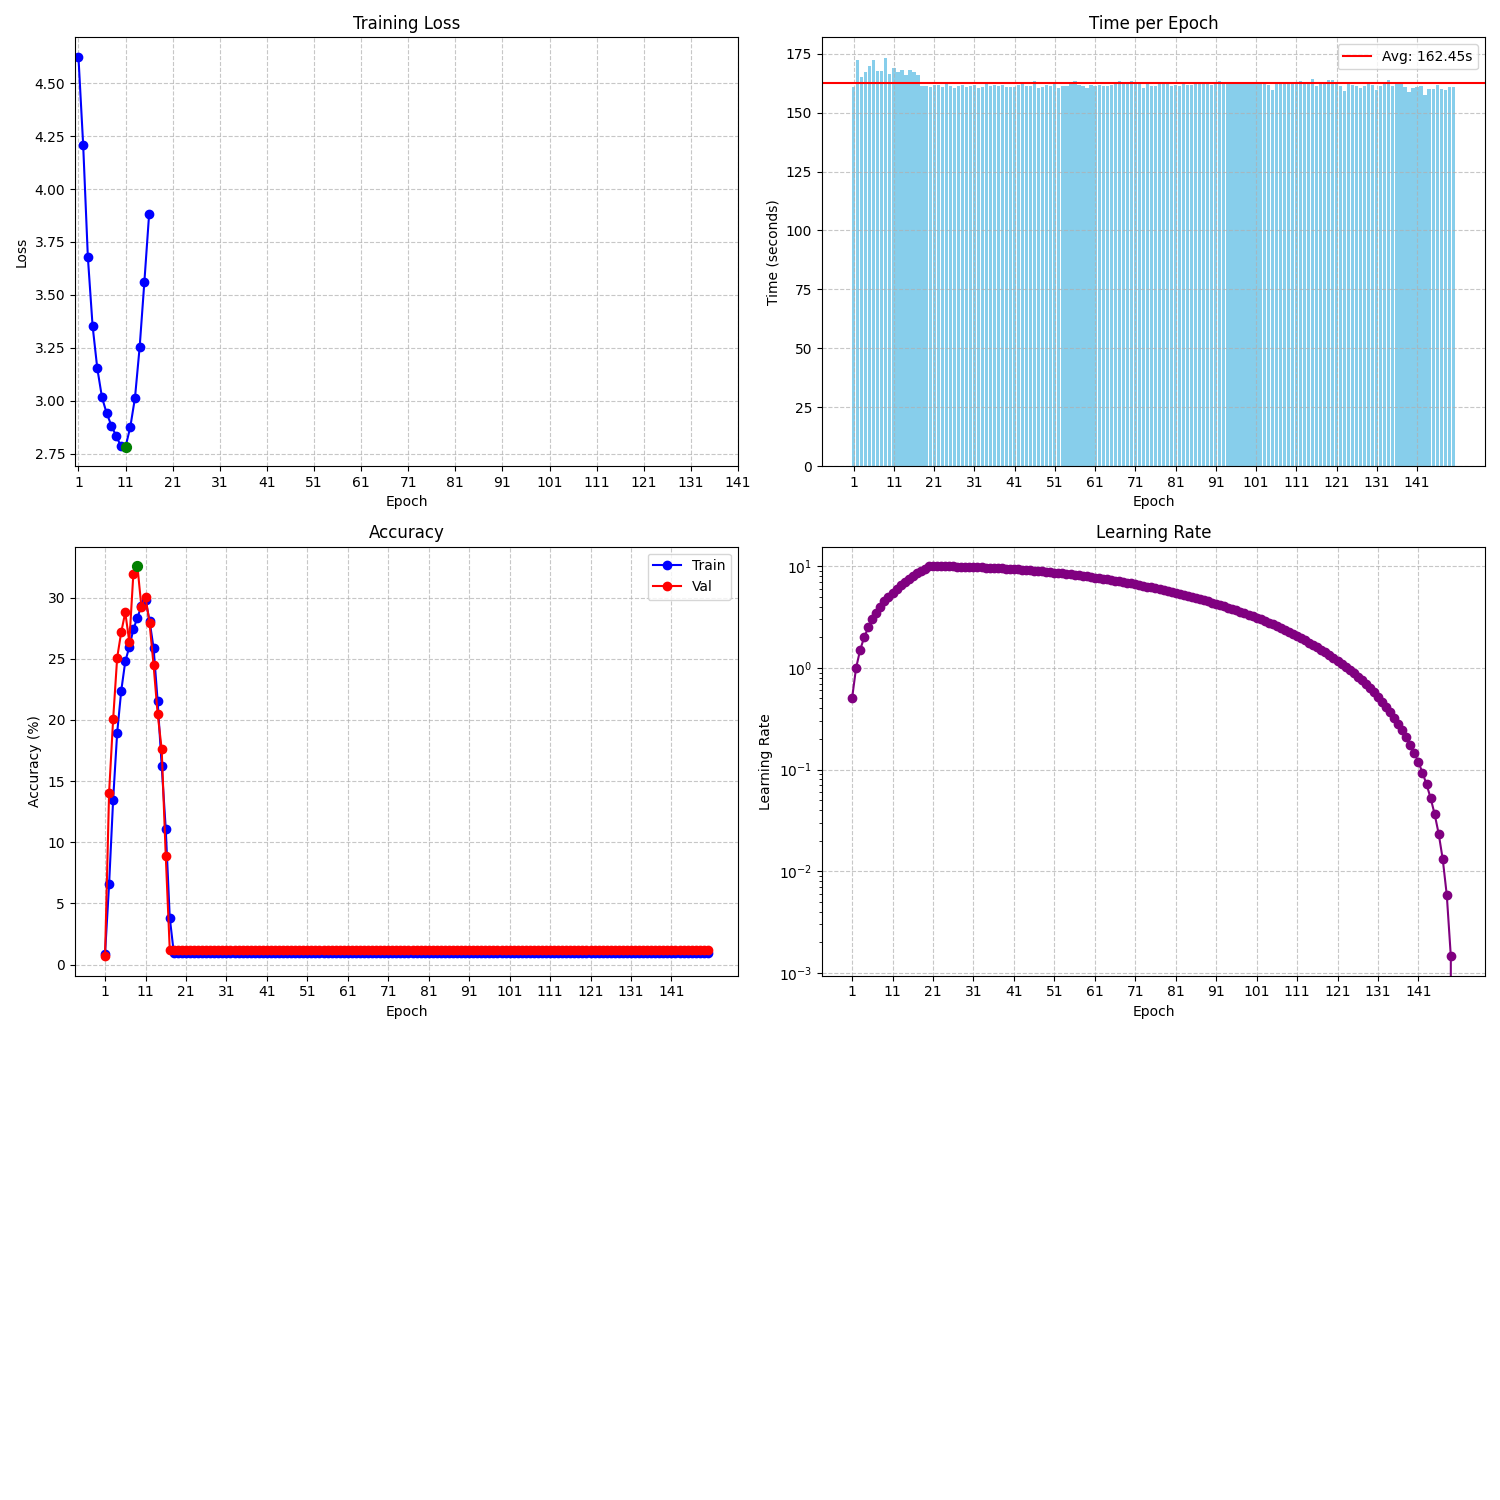 Training Loss
Loss
4.50
4.25
4.00
3.75
3.50
3.25
3.00
2.75
1 11 21 31 41 51 61 71 81 91 101 111 121 131 141
Epoch
Time per Epoch
Avg: 162.45s
Time (seconds)
175
150
125
100
75
50
25
0
1 11 21 31 41 51 61 71 81 91 101 111 121 131 141
Epoch
Accuracy
Train
Val
Accuracy (%)
30
25
20
15
10
5
0
1 11 21 31 41 51 61 71 81 91 101 111 121 131 141
Epoch
Learning Rate
Learning Rate
10¹
10⁰
10⁻¹
10⁻²
10⁻³
1 11 21 31 41 51 61 71 81 91 101 111 121 131 141
Epoch